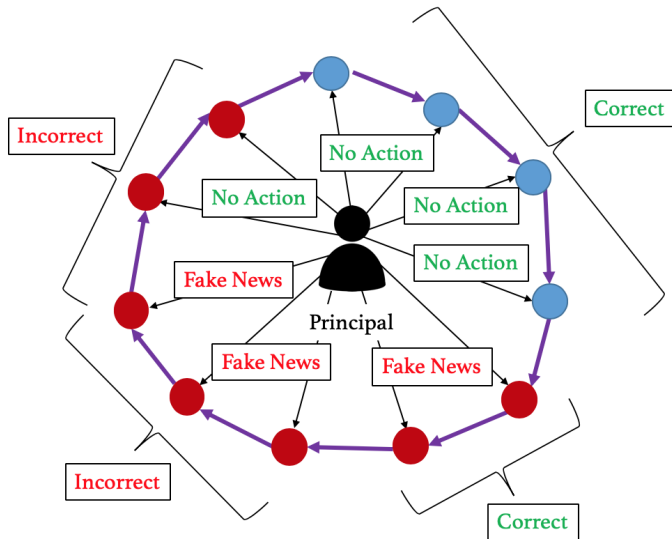 Correct
Incorrect
No Action
No Action
No Action
No Action
Fake News
Principal
Fake News
Fake News
Incorrect
Correct